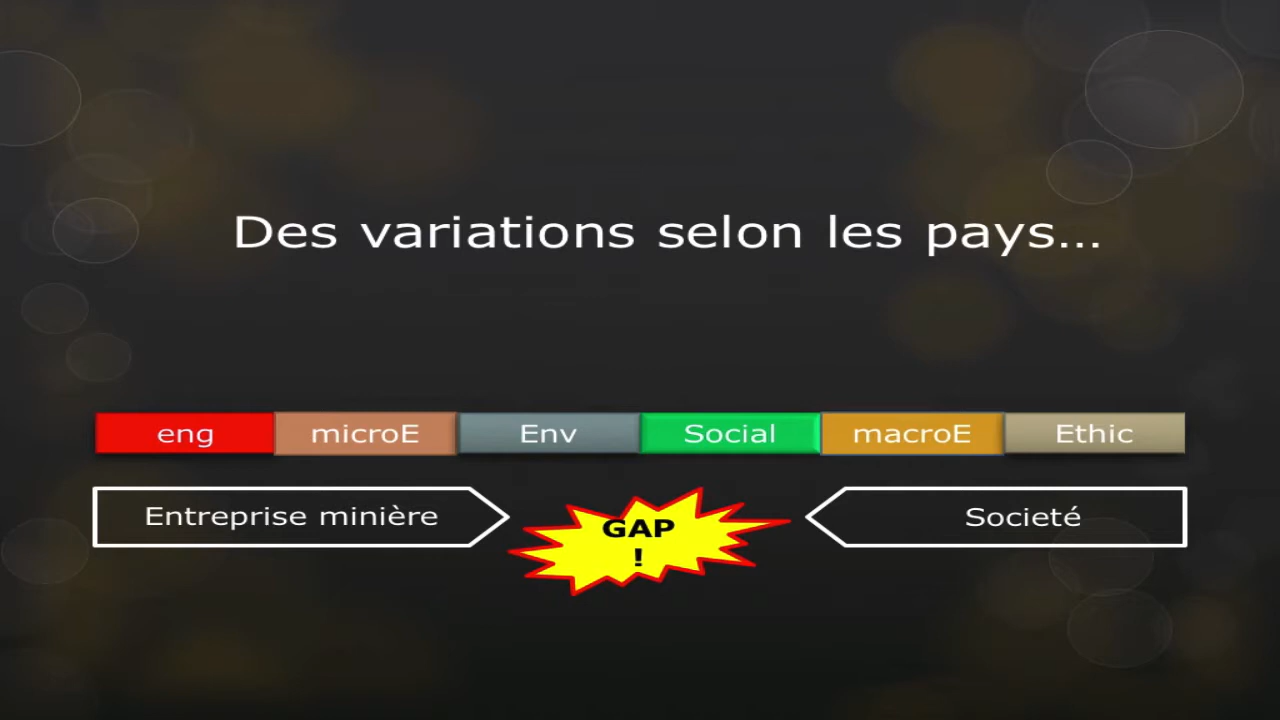 Des variations selon les pays...
eng microE Env Social macroE Ethic
Entreprise minière
GAP
!
Societé